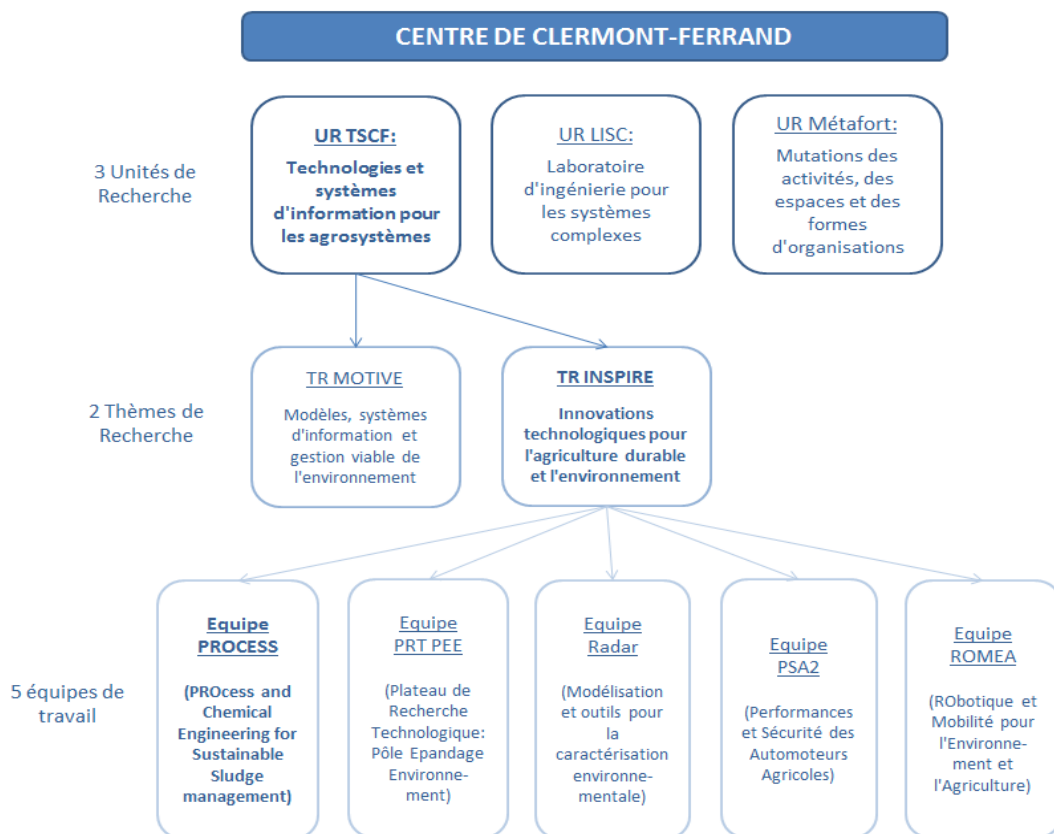 CENTRE DE CLERMONT-FERRAND
3 Unités de
Recherche
UR TSCF:
Technologies et
systèmes
d'information pour
les agrosystèmes
UR LISC:
Laboratoire
d'ingénierie pour
les systèmes
complexes
UR Métafort:
Mutations des
activités, des
espaces et des
formes
d'organisations
2 Thèmes de
Recherche
TR MOTIVE
Modèles, systèmes
d'information et
gestion viable de
l'environnement
TR INSPIRE
Innovations
technologiques pour
l'agriculture durable
et l'environnement
5 équipes de
travail
Equipe
PROCESS
(PROcess and
Chemical
Engineering for
Sustainable
Sludge
management)
Equipe
PRT PEE
(Plateau de
Recherche
Technologique:
Pôle Epandage
Environne-
ment)
Equipe
Radar
(Modélisation
et outils pour
la
caractérisation
environne-
mentale)
Equipe
PSA2
(Performances
et Sécurité des
Automoteurs
Agricoles)
Equipe
ROMEA
(RObotique et
Mobilité pour
l'Environne-
ment et
l'Agriculture)